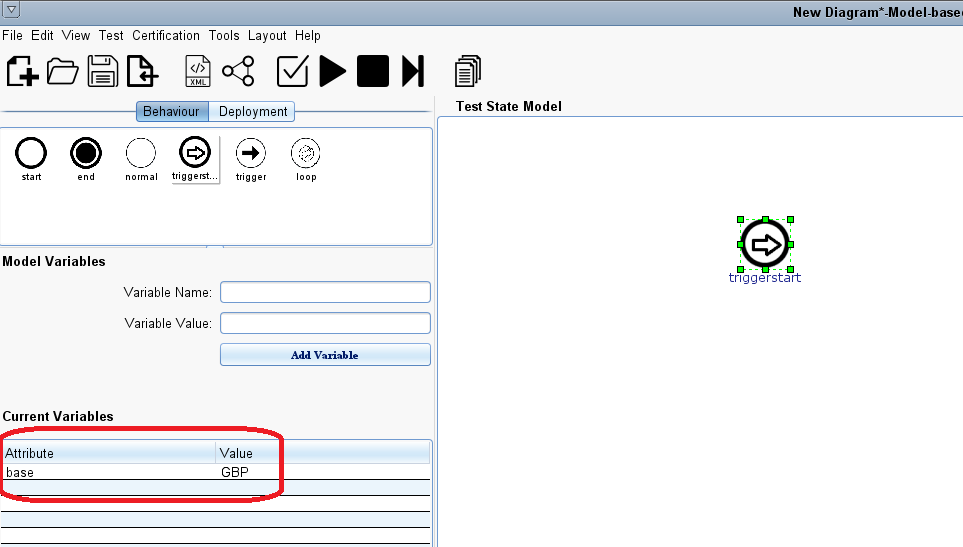 New Diagram*-Model-base
File Edit View Test Certification Tools Layout Help
</>
XML
Behaviour Deployment
Test State Model
start end normal triggerst... trigger loop
triggerstart
Model Variables
Variable Name:
Variable Value:
Add Variable
Current Variables
Attribute Value
base GBP